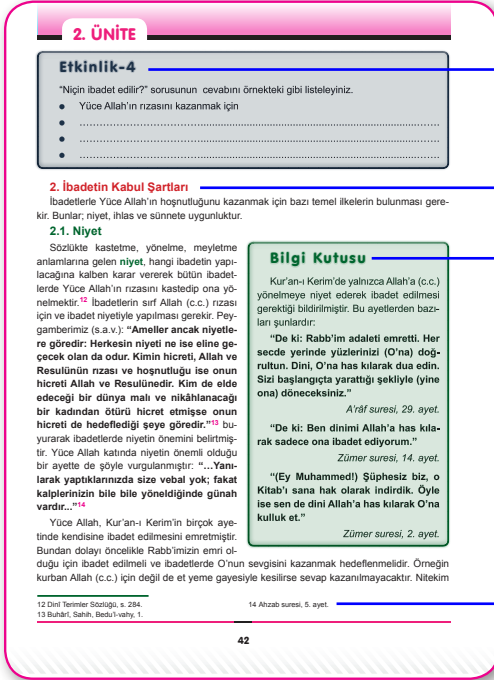 2. ÜNİTE
Etkinlik-4
“Niçin ibadet edilir?” sorusunun cevabını örnekteki gibi listeleyiniz.
● Yüce Allah’ın rızasını kazanmak için
● ................................................................................
● ................................................................................
● ................................................................................
2. İbadetin Kabul Şartları
İbadetlerle Yüce Allah’ın hoşnutluğunu kazanmak için bazı temel ilkelerin bulunması gere-
kir. Bunlar; niyet, ihlas ve sünnete uygunluktur.
2.1. Niyet
Sözlükte kastetme, yönelme, meyletme
anlamlarına gelen niyet, hangi ibadetin yapı-
lacağına kalben karar vererek bütün ibadet-
lerde Yüce Allah’ın rızasını kastedip ona yö-
nelmektir.12 İbadetlerin sırf Allah (c.c.) rızası
için ve ibadet niyetiyle yapılması gerekir. Pey-
gamberimiz (s.a.v.): “Ameller ancak niyetle-
re göredir: Herkesin niyeti ne ise eline ge-
çecek olan da odur. Kimin hicreti, Allah ve
Resulünün rızası ve hoşnutluğu ise onun
hicreti Allah ve Resulünedir. Kim de elde
edeceği bir dünya malı ve nikâhlanacağı
bir kadından ötürü hicret etmişse onun
hicreti de hedeflediği şeye göredir.”13 bu-
yurarak ibadetlerde niyetin önemini belirtmiş-
tir. Yüce Allah katında niyetin önemli olduğu
bir ayette de şöyle vurgulanmıştır: “…Yanı-
larak yaptıklarınızda size vebal yok; fakat
kalplerinizin bile bile yöneldiğinde günah
vardır...”14
Yüce Allah, Kur’an-ı Kerim’in birçok aye-
tinde kendisine ibadet edilmesini emretmiştir.
Bundan dolayı öncelikle Rabb’imizin emri ol-
duğu için ibadet edilmeli ve ibadetlerde O’nun sevgisini kazanmak hedeflenmelidir. Örneğin
kurban Allah (c.c.) için değil de et yeme gayesiyle kesilirse sevap kazanılmayacaktır. Nitekim
Bilgi Kutusu
Kur’an-ı Kerim’de yalnızca Allah’a (c.c.)
yönelmeye niyet ederek ibadet edilmesi
gerektiği bildirilmiştir. Bu ayetlerden bazı-
ları şunlardır:
“De ki: Rabb’im adaleti emretti. Her
secde yerinde yüzlerinizi (O’na) doğ-
rultun. Dini, O’na has kılarak dua edin.
Sizi başlangıçta yarattığı şekliyle (yine
ona) döneceksiniz.”
A’râf suresi, 29. ayet.
“De ki: Ben dinimi Allah’a has kıla-
rak sadece ona ibadet ediyorum.”
Zümer suresi, 14. ayet.
“(Ey Muhammed!) Şüphesiz biz, o
Kitab’ı sana hak olarak indirdik. Öyle
ise sen de dini Allah’a has kılarak O’na
kulluk et.”
Zümer suresi, 2. ayet.
12 Dinî Terimler Sözlüğü, s. 284.
13 Buhârî, Sahih, Bedu’l-vahy, 1.
14 Ahzab suresi, 5. ayet.
42